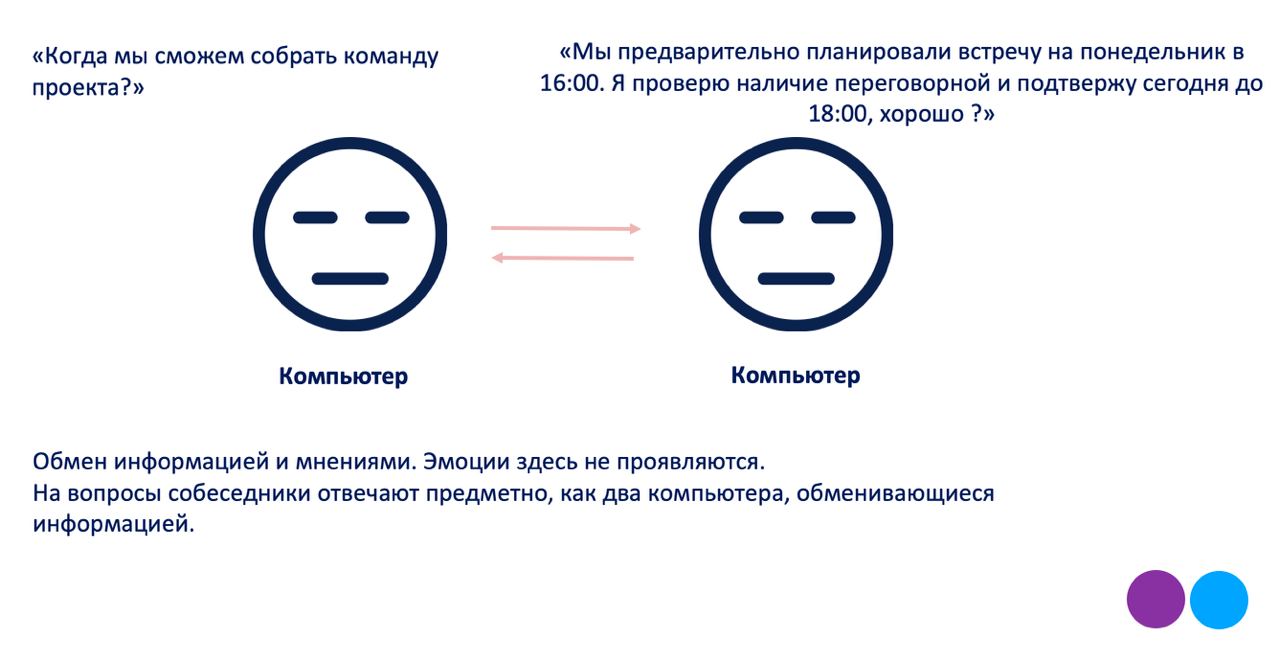 «Когда мы сможем собрать команду
проекта?»
«Мы предварительно планировали встречу на понедельник в
16:00. Я проверю наличие переговорной и подтвержу сегодня до
18:00, хорошо ?»
Компьютер
Компьютер
Обмен информацией и мнениями. Эмоции здесь не проявляются.
На вопросы собеседники отвечают предметно, как два компьютера, обменивающиеся
информацией.